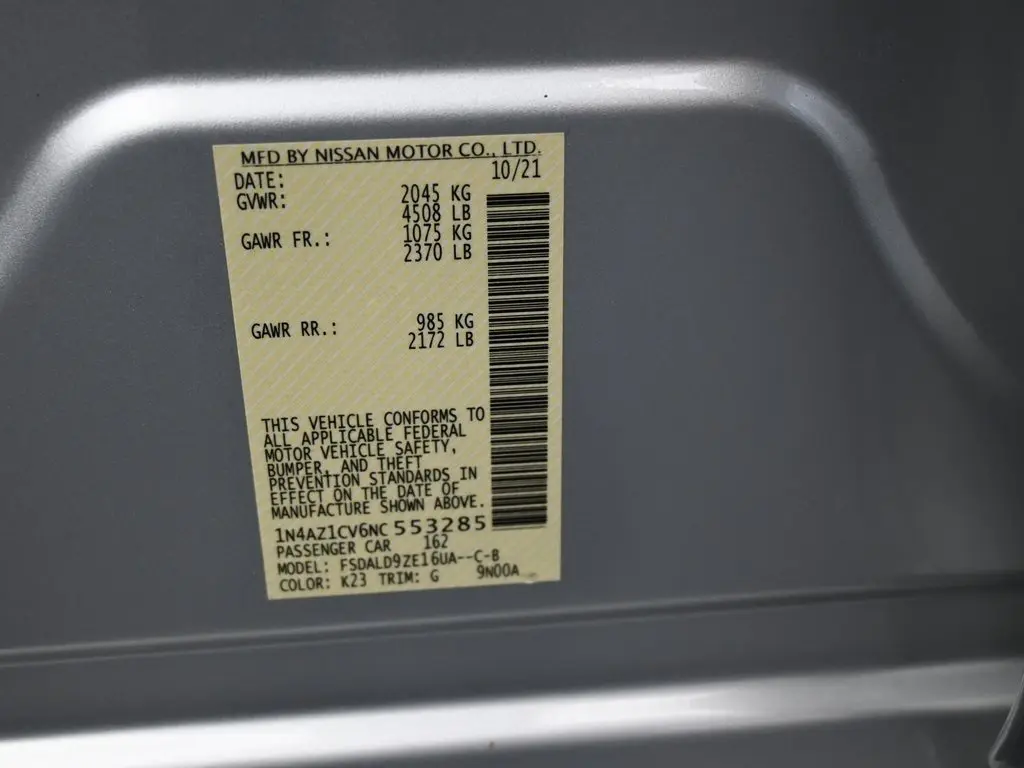 MFD BY NISSAN MOTOR CO., LTD.
DATE: 10/21
GVWR: 2045 KG
4508 LB
GAWR FR.: 1075 KG
2370 LB
GAWR RR.: 985 KG
2172 LB
THIS VEHICLE CONFORMS TO
ALL APPLICABLE FEDERAL
MOTOR VEHICLE SAFETY,
BUMPER, AND THEFT
PREVENTION STANDARDS IN
EFFECT ON THE DATE OF
MANUFACTURE SHOWN ABOVE.
1N4AZ1CV6NC553285
PASSENGER CAR 162
MODEL: FSDALD9ZE16UA--C-B
COLOR: K23 TRIM: G 9N00A